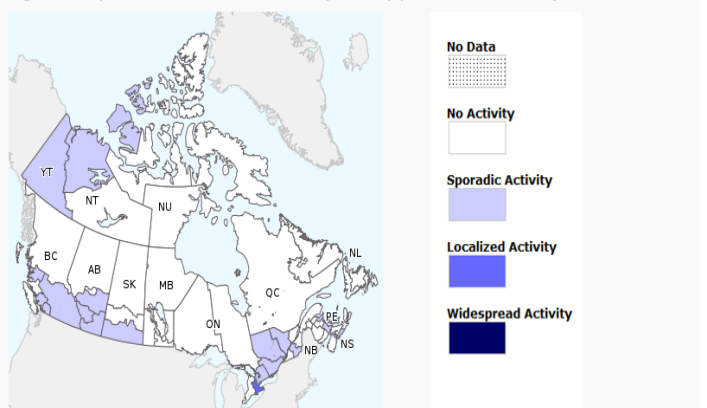 No Data
No Activity
Sporadic Activity
Localized Activity
Widespread Activity
YT
NT
NU
BC
AB
SK
MB
ON
QC
NL
PE
NB
NS